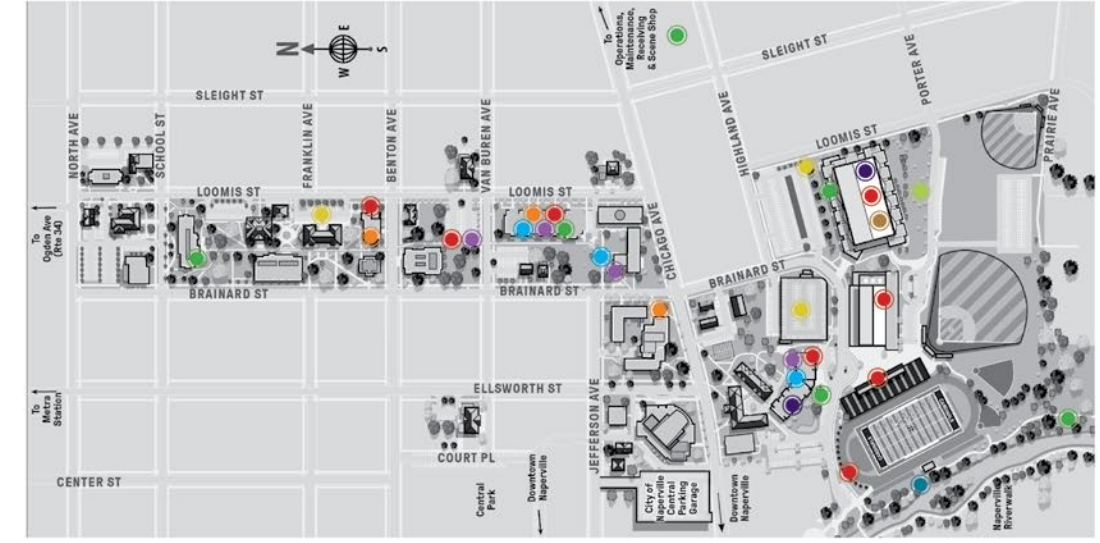 N
E
S
W
To
Operations,
Maintenance,
Receiving
& Scene Shop
SLEIGHT ST
SLEIGHT ST
NORTH AVE
SCHOOL ST
FRANKLIN AVE
BENTON AVE
VAN BUREN AVE
HIGHLAND AVE
PORTER AVE
PRAIRIE AVE
LOOMIS ST
LOOMIS ST
LOOMIS ST
To
Ogden Ave
(Rte 34)
CHICAGO AVE
BRAINARD ST
BRAINARD ST
BRAINARD ST
To
Metra
Station
ELLSWORTH ST
JEFFERSON AVE
COURT PL
CENTER ST
Central
Park
Downtown
Naperville
City of
Naperville
Central
Parking
Garage
Downtown
Naperville
Naperville
Riverwalk